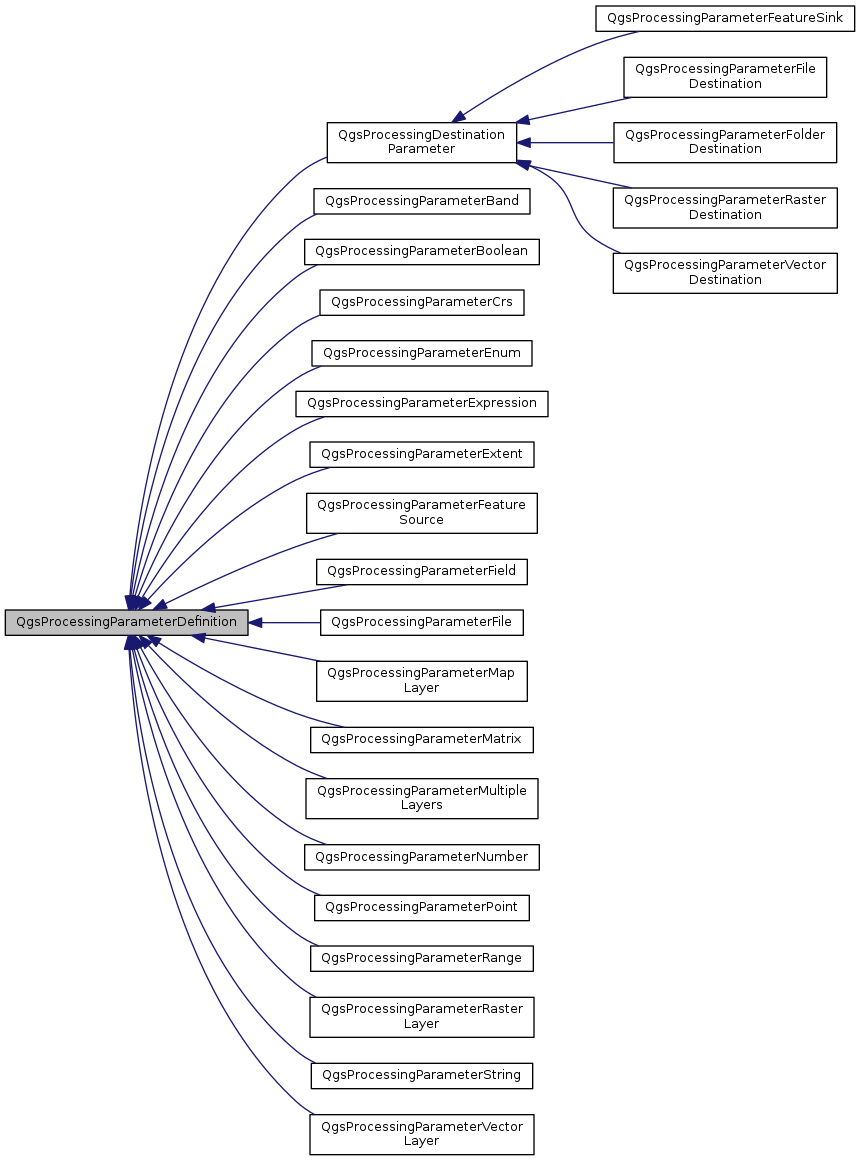 QgsProcessingParameterFeatureSink
QgsProcessingParameterFile
Destination
QgsProcessingDestination
Parameter
QgsProcessingParameterFolder
Destination
QgsProcessingParameterBand
QgsProcessingParameterRaster
Destination
QgsProcessingParameterBoolean
QgsProcessingParameterVector
Destination
QgsProcessingParameterCrs
QgsProcessingParameterEnum
QgsProcessingParameterExpression
QgsProcessingParameterExtent
QgsProcessingParameterFeature
Source
QgsProcessingParameterField
QgsProcessingParameterDefinition
QgsProcessingParameterFile
QgsProcessingParameterMap
Layer
QgsProcessingParameterMatrix
QgsProcessingParameterMultiple
Layers
QgsProcessingParameterNumber
QgsProcessingParameterPoint
QgsProcessingParameterRange
QgsProcessingParameterRaster
Layer
QgsProcessingParameterString
QgsProcessingParameterVector
Layer